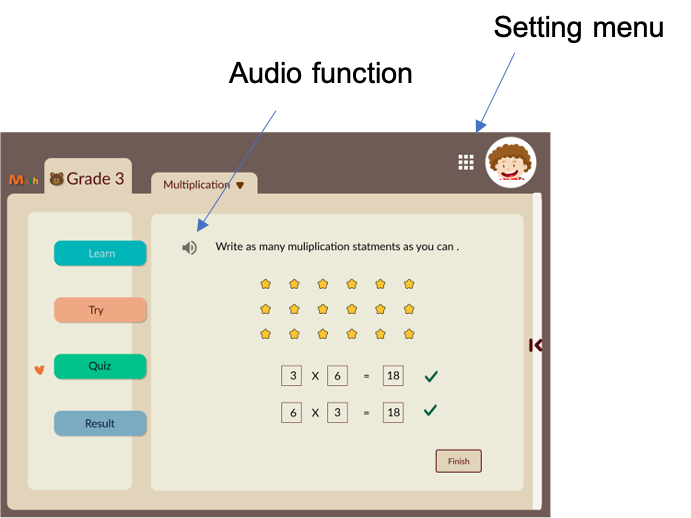 Setting menu
Audio function
Math
Grade 3
Multiplication
Learn
Write as many muliplication statments as you can .
Try
Quiz
3 X 6 = 18
6 X 3 = 18
Result
Finish